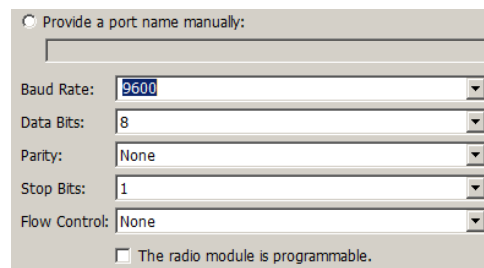 Provide a port name manually:
Baud Rate: 9600
Data Bits: 8
Parity: None
Stop Bits: 1
Flow Control: None
The radio module is programmable.